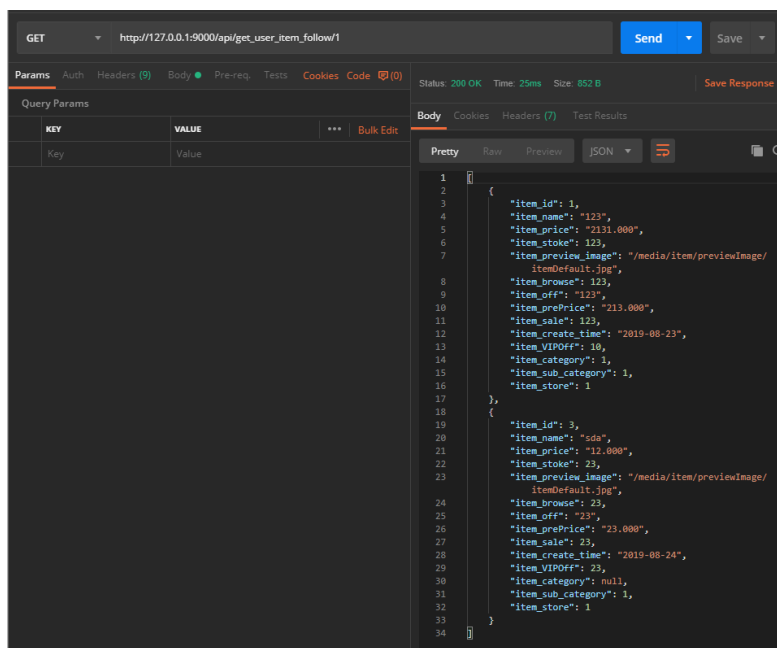 GET http://127.0.0.1:9000/api/get_user_item_follow/1 Send Save
Params Auth Headers (9) Body Pre-req. Tests Cookies Code (0)
Query Params
KEY VALUE ••• Bulk Edit
Key Value
Status: 200 OK Time: 25ms Size: 852 B Save Response
Body Cookies Headers (7) Test Results
Pretty Raw Preview JSON
1 [
2 {
3 "item_id": 1,
4 "item_name": "123",
5 "item_price": "2131.000",
6 "item_stoke": 123,
7 "item_preview_image": "/media/item/previewImage/
itemDefault.jpg",
8 "item_browse": 123,
9 "item_off": "123",
10 "item_prePrice": "213.000",
11 "item_sale": 123,
12 "item_create_time": "2019-08-23",
13 "item_VIPOff": 10,
14 "item_category": 1,
15 "item_sub_category": 1,
16 "item_store": 1
17 },
18 {
19 "item_id": 3,
20 "item_name": "sda",
21 "item_price": "12.000",
22 "item_stoke": 23,
23 "item_preview_image": "/media/item/previewImage/
itemDefault.jpg",
24 "item_browse": 23,
25 "item_off": "23",
26 "item_prePrice": "23.000",
27 "item_sale": 23,
28 "item_create_time": "2019-08-24",
29 "item_VIPOff": 23,
30 "item_category": null,
31 "item_sub_category": 1,
32 "item_store": 1
33 }
34 ]